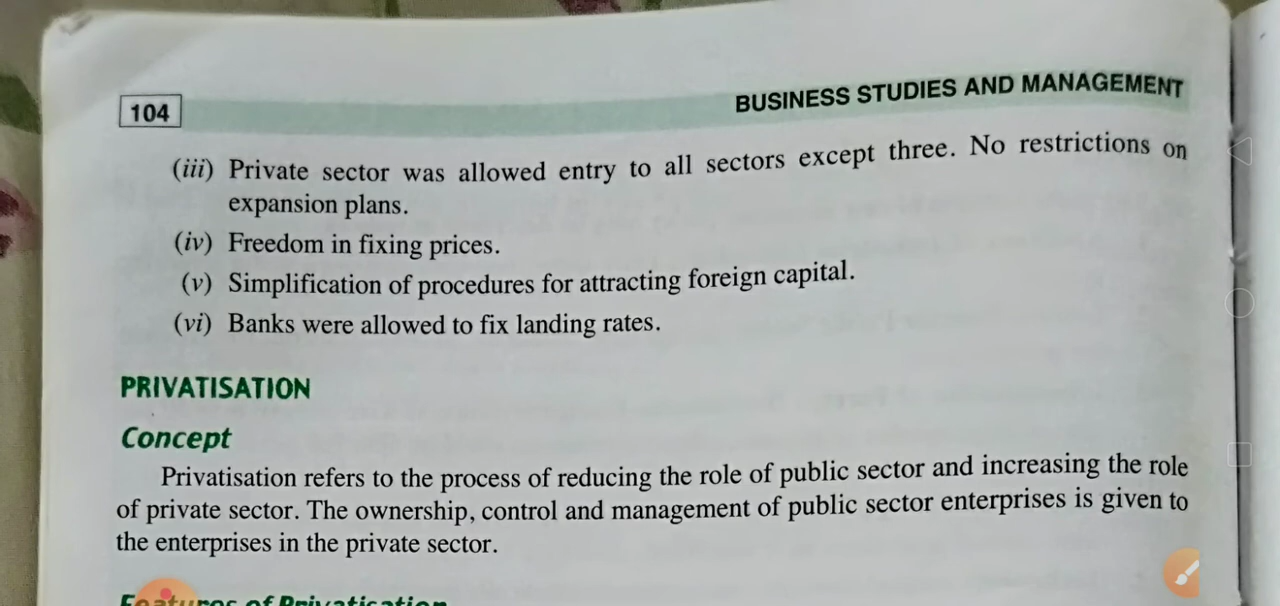 104
BUSINESS STUDIES AND MANAGEMENT
(iii) Private sector was allowed entry to all sectors except three. No restrictions on
expansion plans.
(iv) Freedom in fixing prices.
(v) Simplification of procedures for attracting foreign capital.
(vi) Banks were allowed to fix landing rates.
PRIVATISATION
Concept
Privatisation refers to the process of reducing the role of public sector and increasing the role
of private sector. The ownership, control and management of public sector enterprises is given to
the enterprises in the private sector.
Features of Privatisation